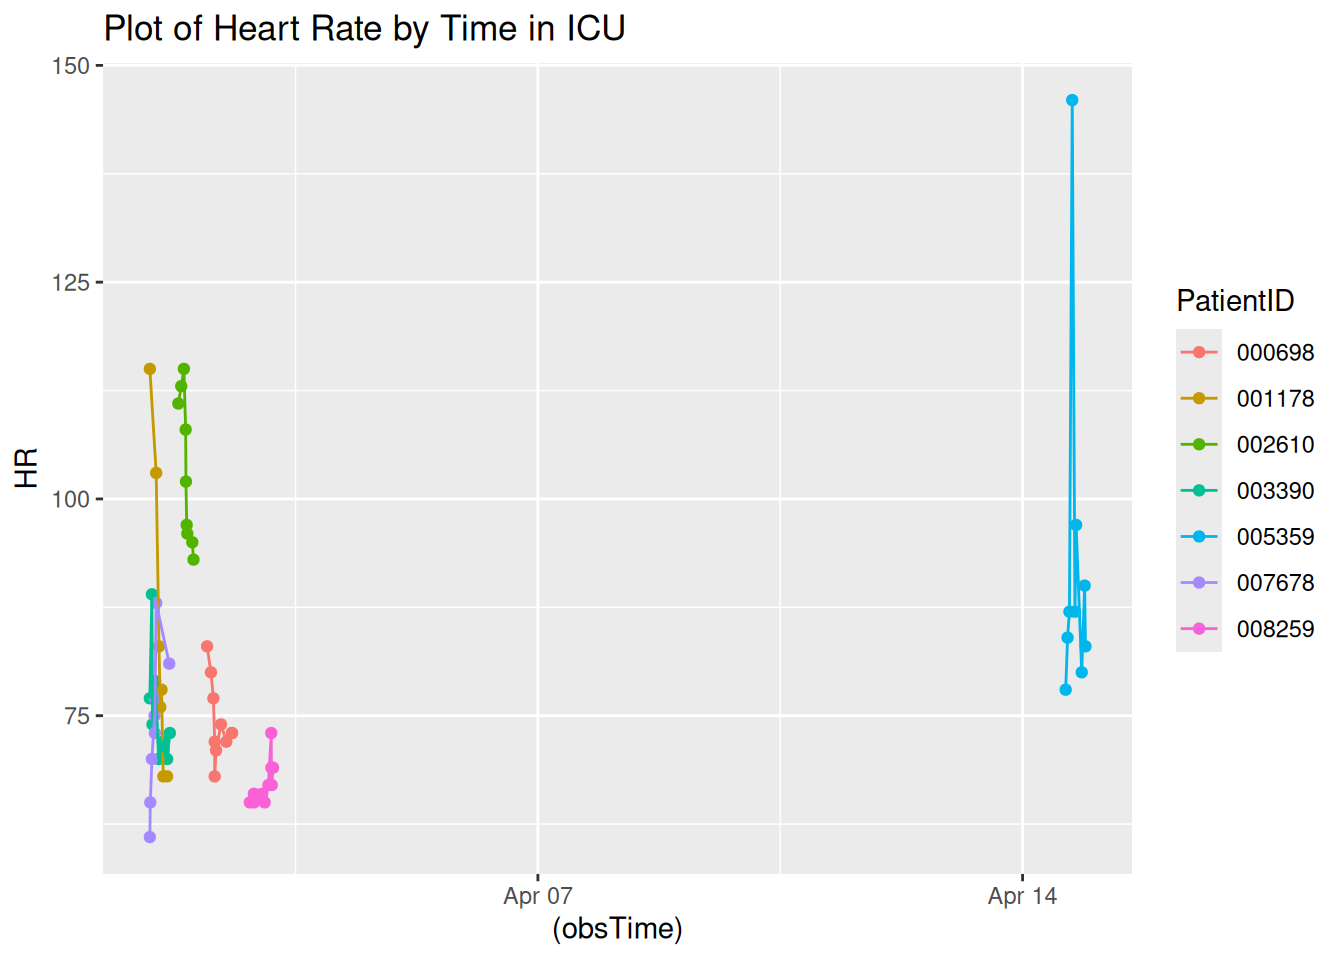 Plot of Heart Rate by Time in ICU
150
125
100
75
HR
Apr 07
Apr 14
(obsTime)
PatientID
000698
001178
002610
003390
005359
007678
008259